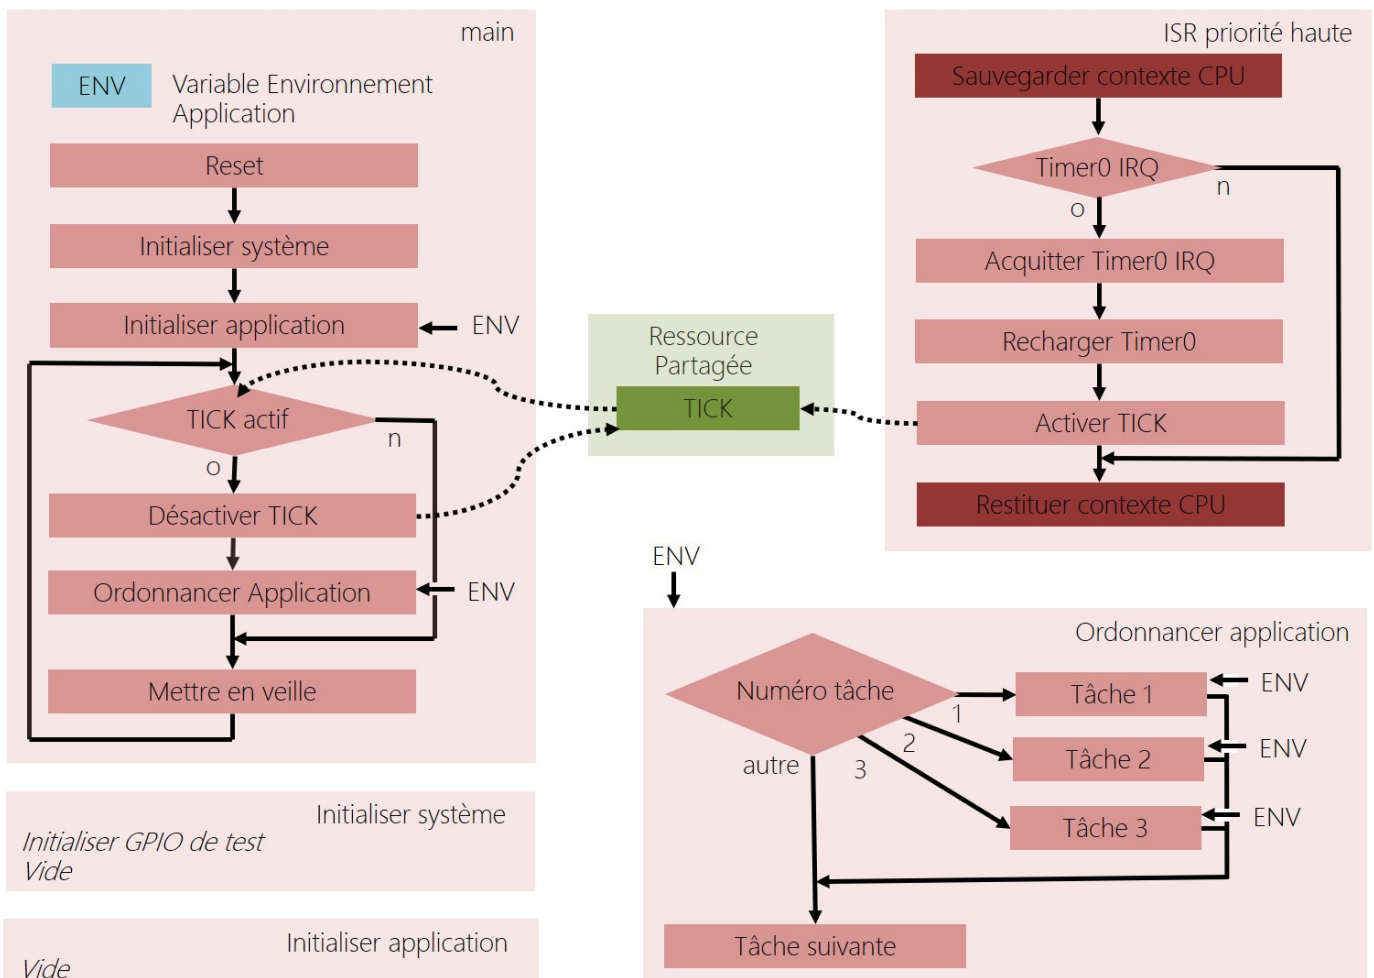 main
ENV
Variable Environnement
Application
Reset
Initialiser système
Initialiser application
ENV
TICK actif
n
o
Désactiver TICK
Ordonnancer Application
ENV
Mettre en veille
Ressource
Partagée
TICK
ISR priorité haute
Sauvegarder contexte CPU
Timer0 IRQ
n
o
Acquitter Timer0 IRQ
Recharger Timer0
Activer TICK
Restituer contexte CPU
Initialiser système
Initialiser GPIO de test
Vide
Initialiser application
Vide
ENV
Ordonnancer application
Numéro tâche
1
2
3
autre
Tâche 1
ENV
Tâche 2
ENV
Tâche 3
ENV
Tâche suivante